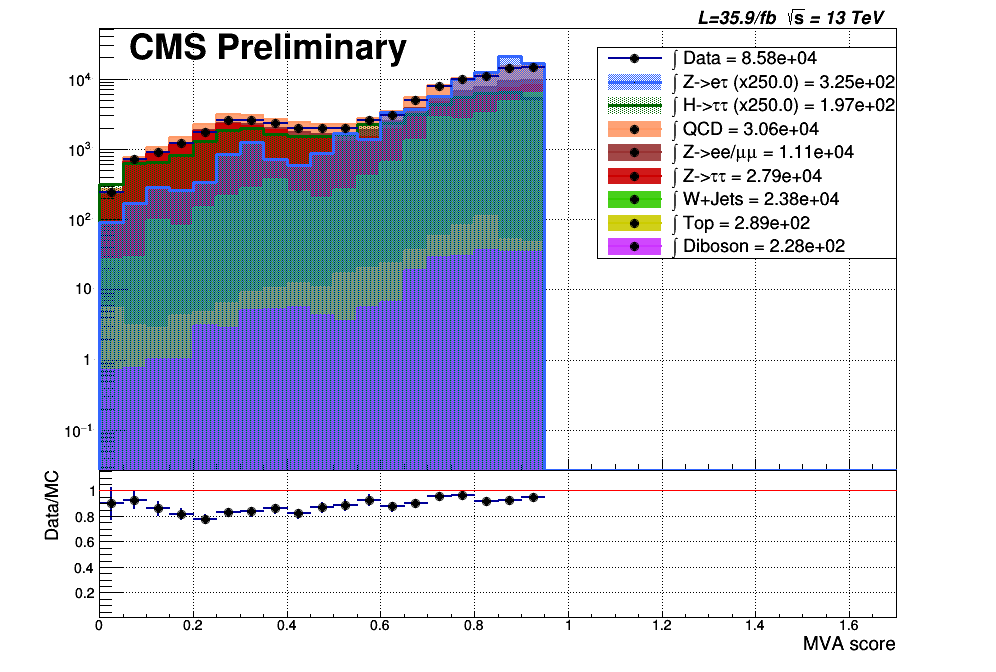 L=35.9/fb √s = 13 TeV
CMS Preliminary
∫ Data = 8.58e+04
∫ Z->eτ (x250.0) = 3.25e+02
∫ H->ττ (x250.0) = 1.97e+02
∫ QCD = 3.06e+04
∫ Z->ee/μμ = 1.11e+04
∫ Z->ττ = 2.79e+04
∫ W+Jets = 2.38e+04
∫ Top = 2.89e+02
∫ Diboson = 2.28e+02
10⁴
10³
10²
10
1
10⁻¹
Data/MC
1
0.8
0.6
0.4
0.2
0 0.2 0.4 0.6 0.8 1 1.2 1.4 1.6
MVA score